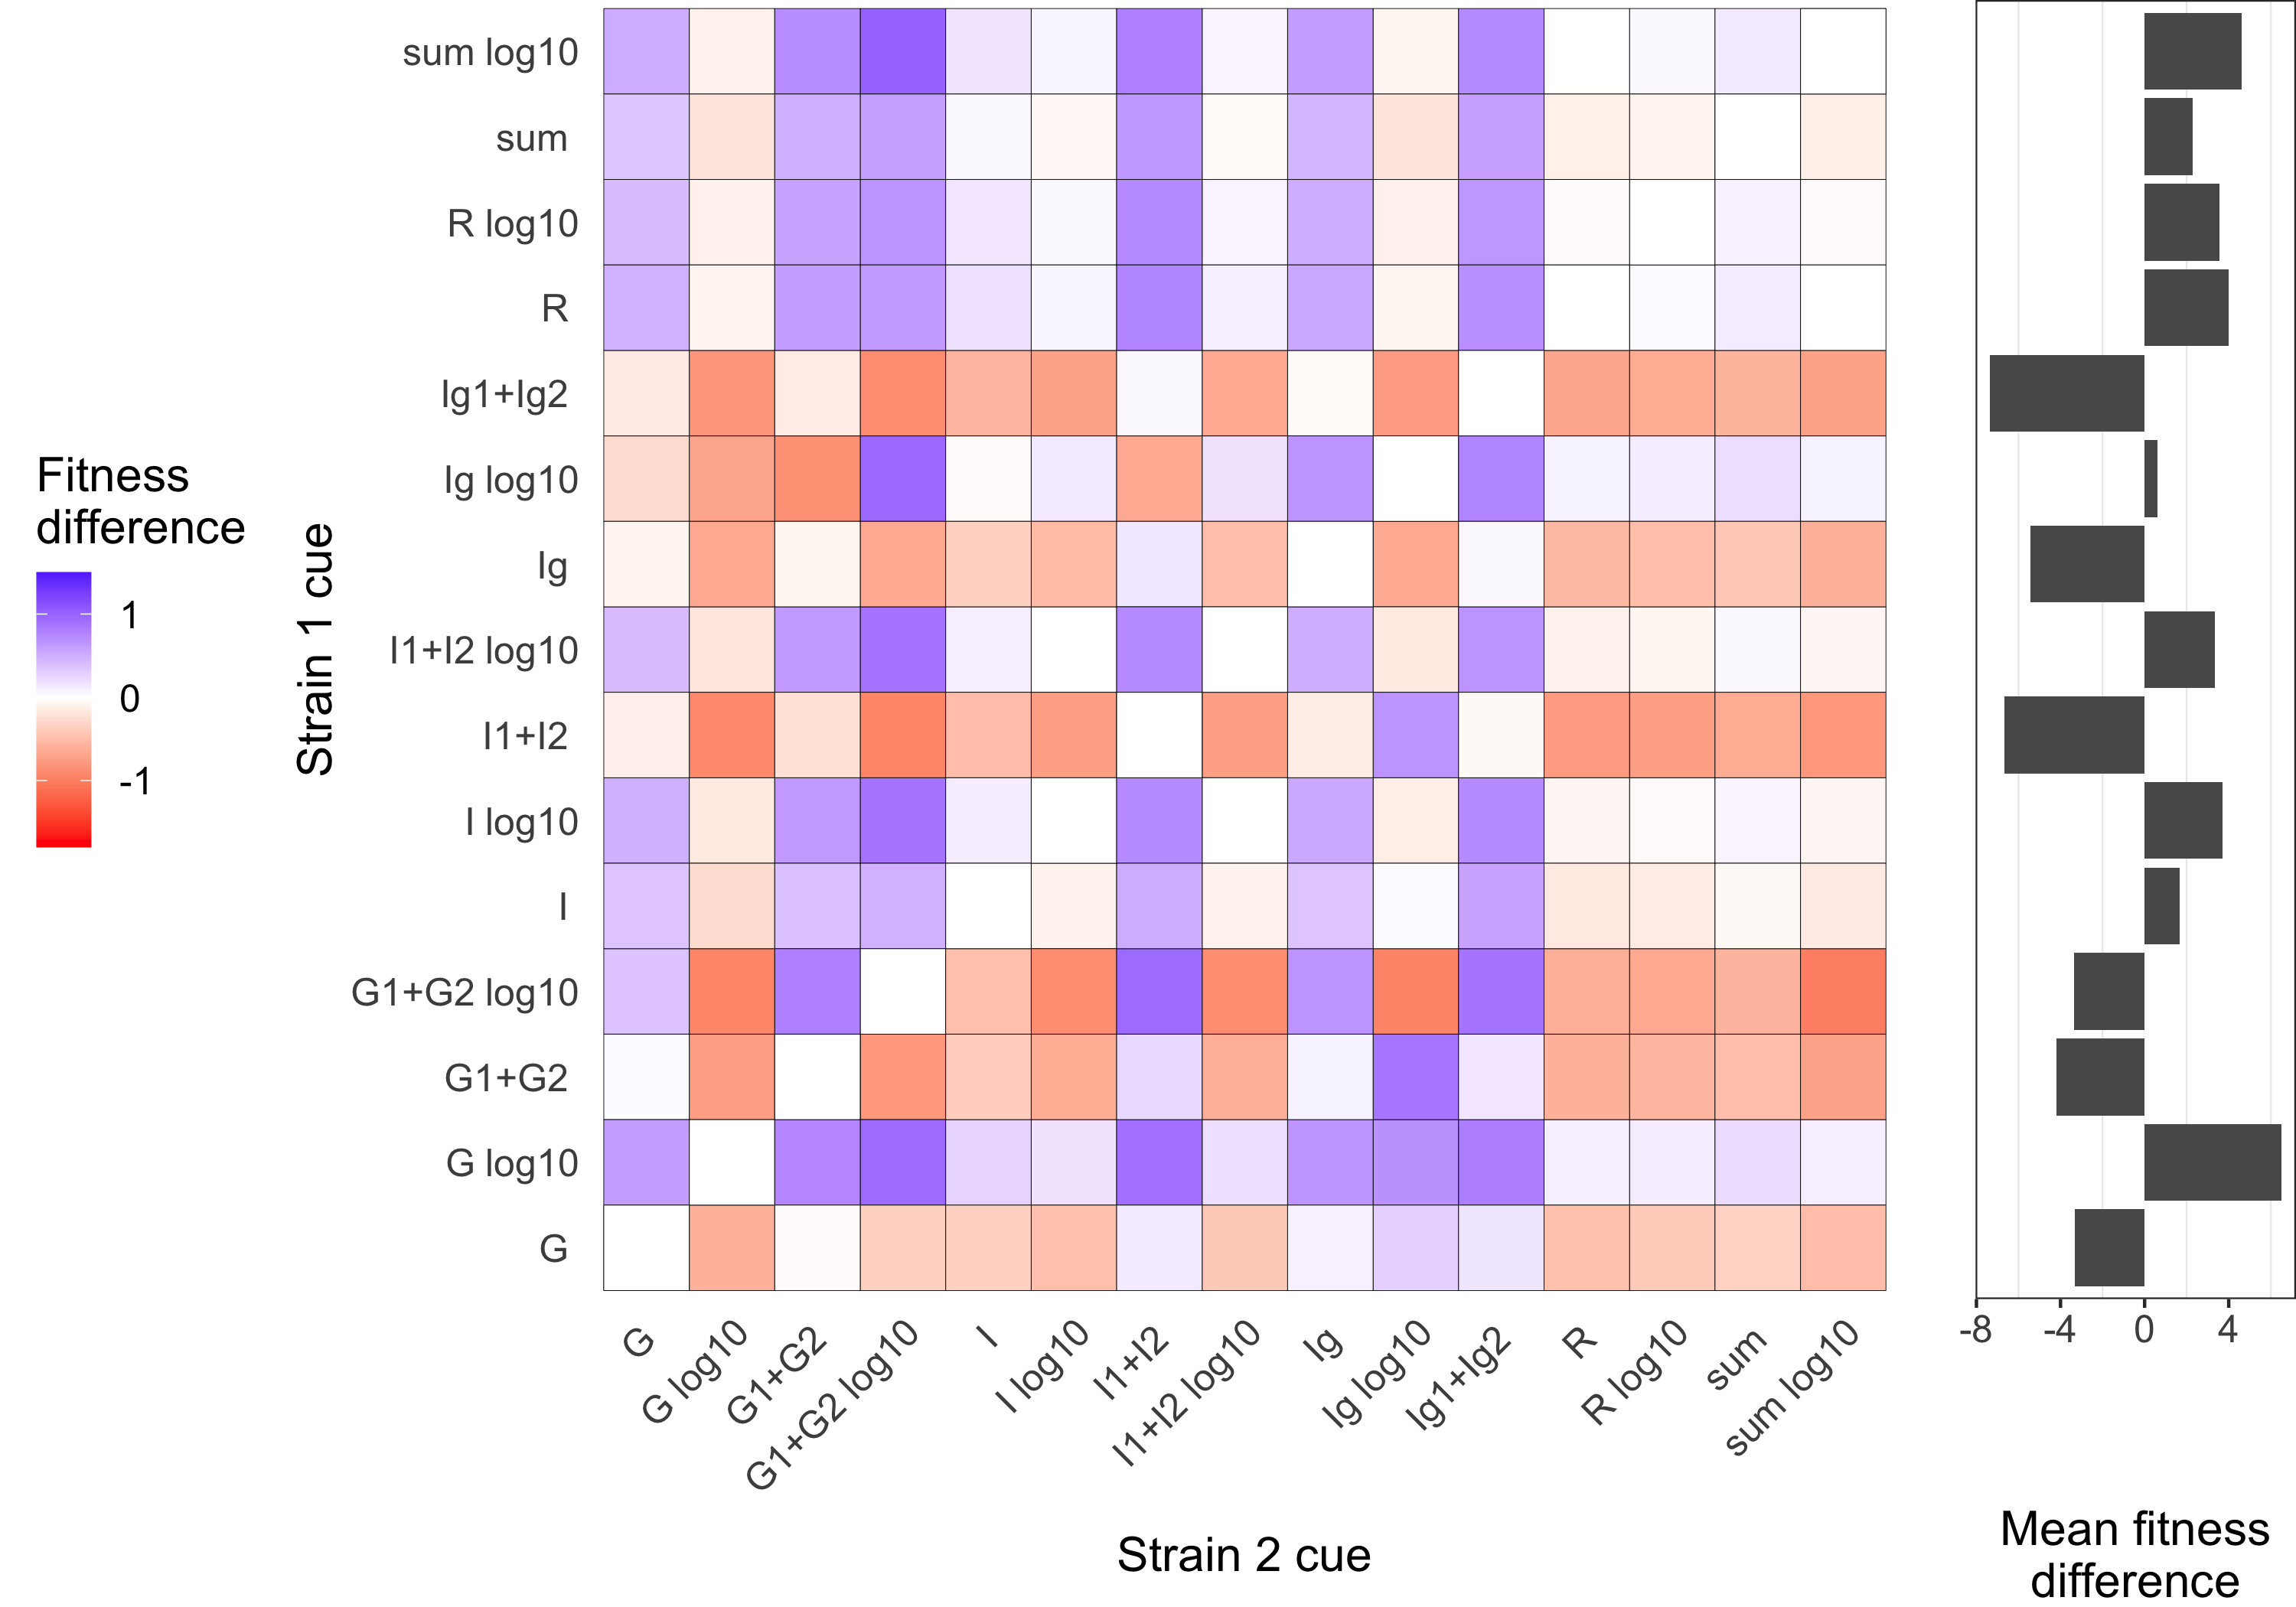 Fitness
difference
1
0
-1
Strain 1 cue
sum log10
sum
R log10
R
Ig1+Ig2
Ig log10
Ig
I1+I2 log10
I1+I2
I log10
I
G1+G2 log10
G1+G2
G log10
G
G
G log10
G1+G2
G1+G2 log10
I
I log10
I1+I2
I1+I2 log10
Ig
Ig log10
Ig1+Ig2
R
R log10
sum
sum log10
Strain 2 cue
-8
-4
0
4
Mean fitness
difference